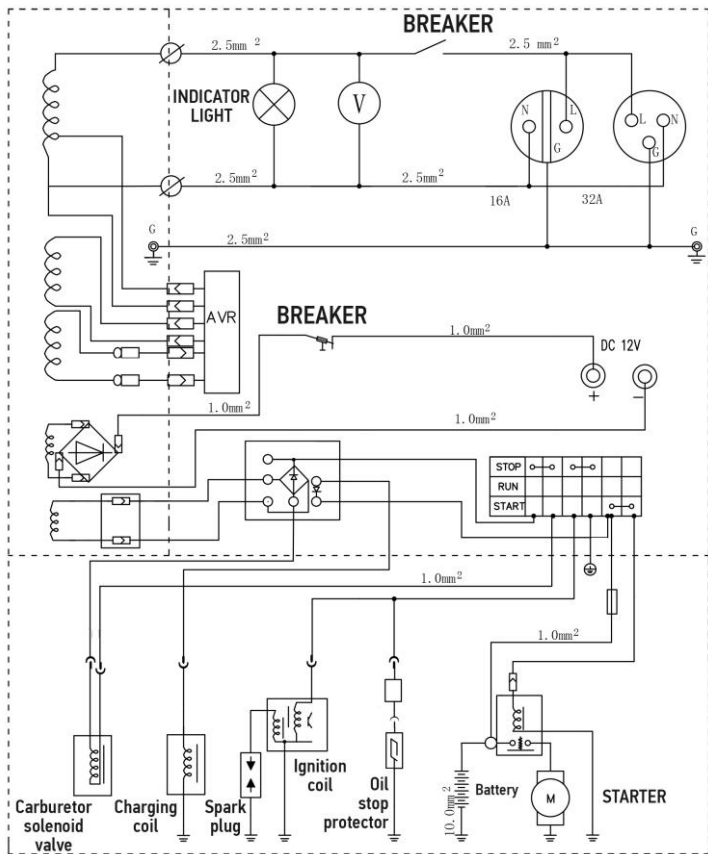 BREAKER
2.5mm 2
2.5 mm2
INDICATOR
LIGHT
V
N
L
G
L
N
G
2.5mm2
2.5mm2
16A
32A
G
2.5mm2
G
AVR
BREAKER
1.0mm2
DC 12V
+
−
1.0mm2
1.0mm2
STOP
RUN
START
1.0mm2
1.0mm2
Carburetor
solenoid
valve
Charging
coil
Spark
plug
Ignition
coil
Oil
stop
protector
10.0mm2
Battery
M
STARTER